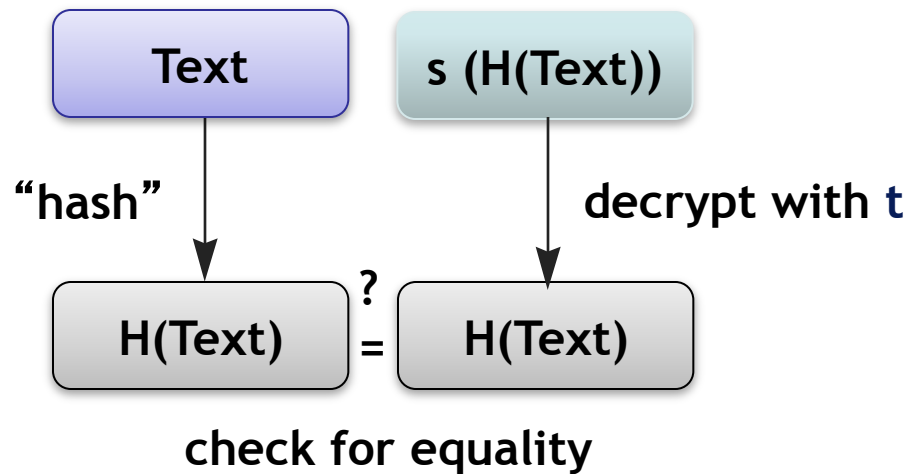 Text
s (H(Text))
“hash”
decrypt with t
?
H(Text)
=
H(Text)
check for equality